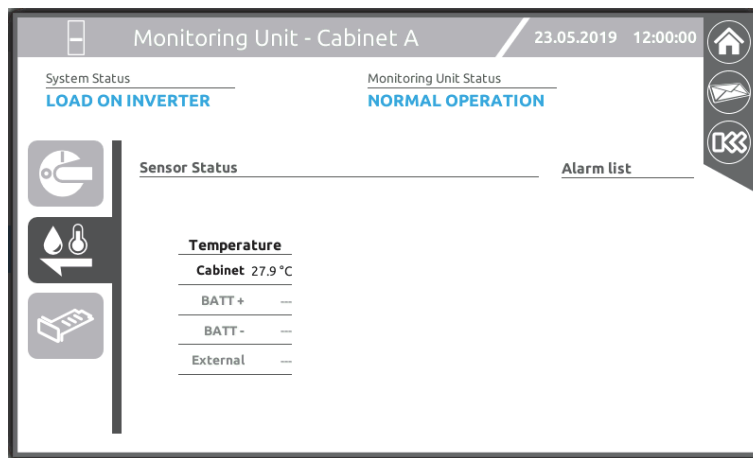 Monitoring Unit - Cabinet A
23.05.2019 12:00:00
System Status
LOAD ON INVERTER
Monitoring Unit Status
NORMAL OPERATION
Sensor Status
Alarm list
Temperature
Cabinet 27.9 °C
BATT + ---
BATT - ---
External ---